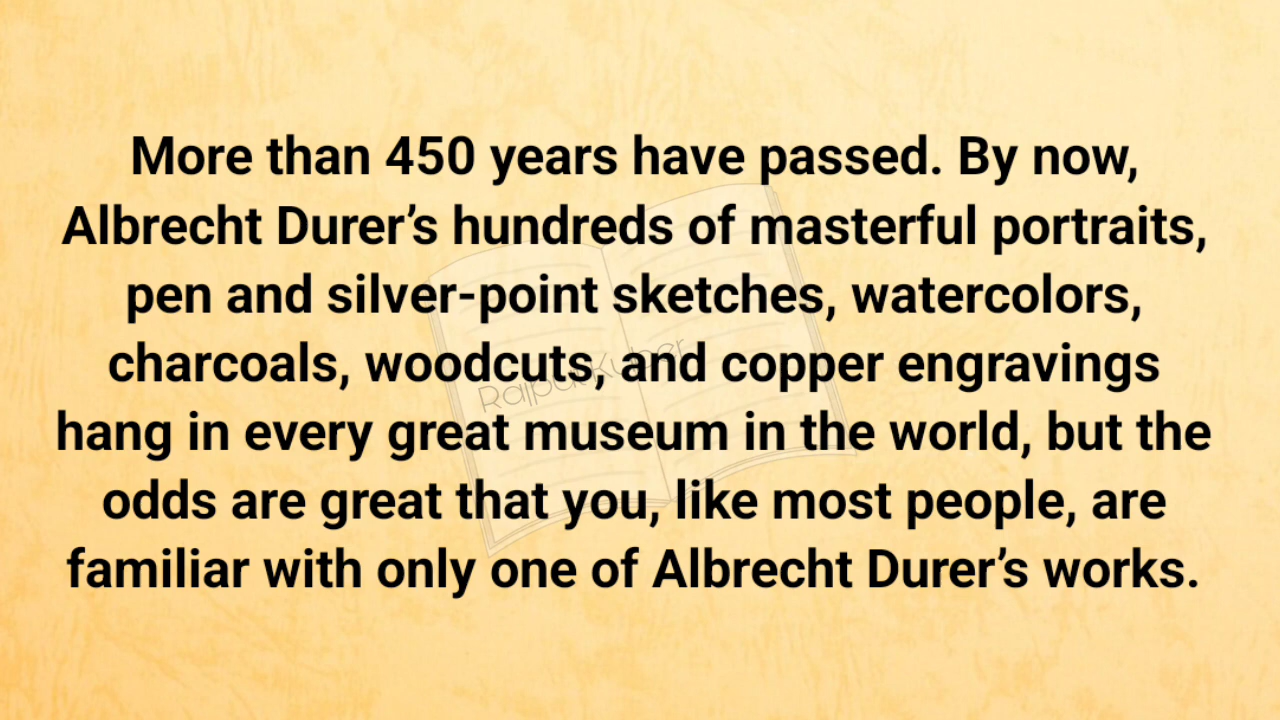 More than 450 years have passed. By now,
Albrecht Durer’s hundreds of masterful portraits,
pen and silver-point sketches, watercolors,
charcoals, woodcuts, and copper engravings
hang in every great museum in the world, but the
odds are great that you, like most people, are
familiar with only one of Albrecht Durer’s works.